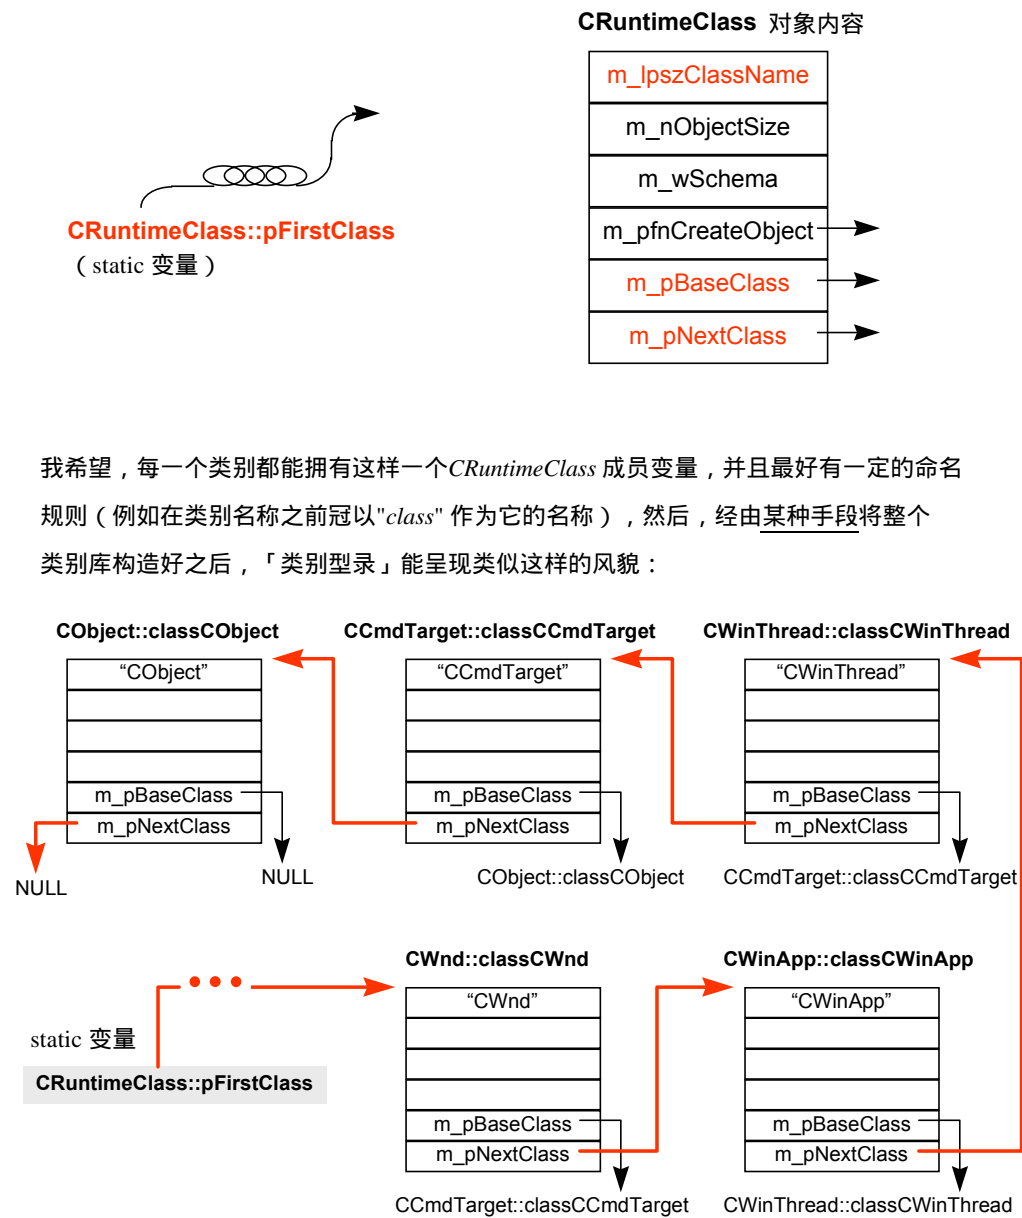 CRuntimeClass 对象内容
m_lpszClassName
m_nObjectSize
m_wSchema
m_pfnCreateObject
m_pBaseClass
m_pNextClass
CRuntimeClass::pFirstClass
（static 变量）
我希望，每一个类别都能拥有这样一个CRuntimeClass 成员变量，并且最好有一定的命名
规则（例如在类别名称之前冠以"class" 作为它的名称），然后，经由某种手段将整个
类别库构造好之后，「类别型录」能呈现类似这样的风貌：
CObject::classCObject
“CObject”
m_pBaseClass
m_pNextClass
NULL
NULL
CCmdTarget::classCCmdTarget
“CCmdTarget”
m_pBaseClass
m_pNextClass
CObject::classCObject
CWinThread::classCWinThread
“CWinThread”
m_pBaseClass
m_pNextClass
CCmdTarget::classCCmdTarget
static 变量
CRuntimeClass::pFirstClass
CWnd::classCWnd
“CWnd”
m_pBaseClass
m_pNextClass
CCmdTarget::classCCmdTarget
CWinApp::classCWinApp
“CWinApp”
m_pBaseClass
m_pNextClass
CWinThread::classCWinThread